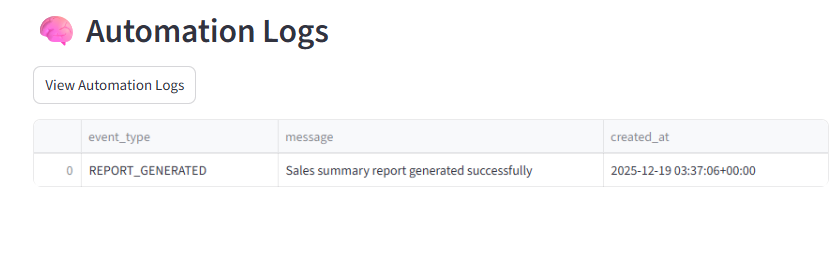 Automation Logs
View Automation Logs
event_type message created_at
0 REPORT_GENERATED Sales summary report generated successfully 2025-12-19 03:37:06+00:00